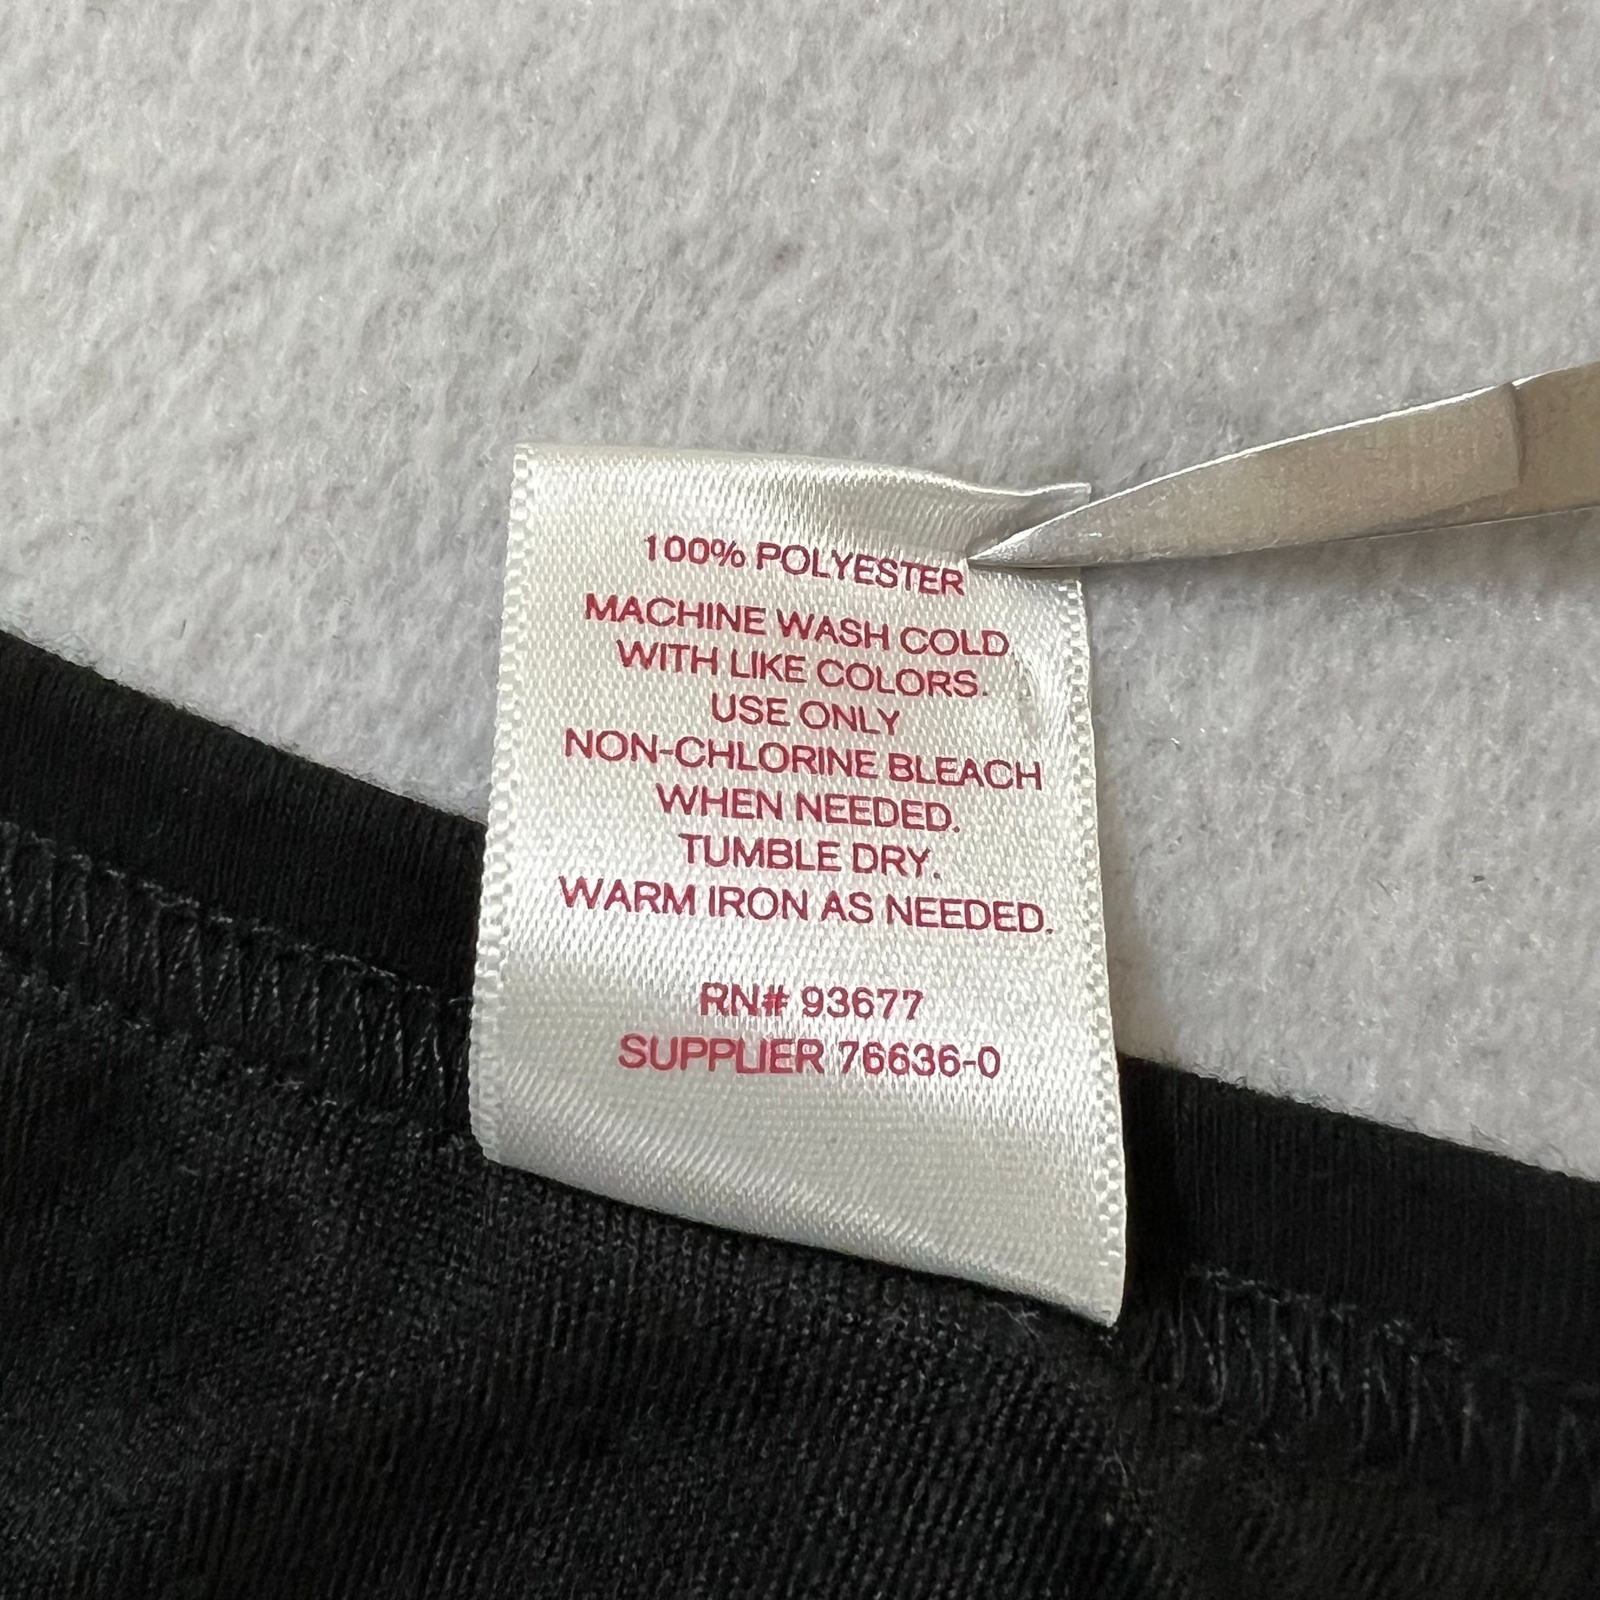 100% POLYESTER
MACHINE WASH COLD
WITH LIKE COLORS.
USE ONLY
NON-CHLORINE BLEACH
WHEN NEEDED.
TUMBLE DRY.
WARM IRON AS NEEDED.
RN# 93677
SUPPLIER 76636-0